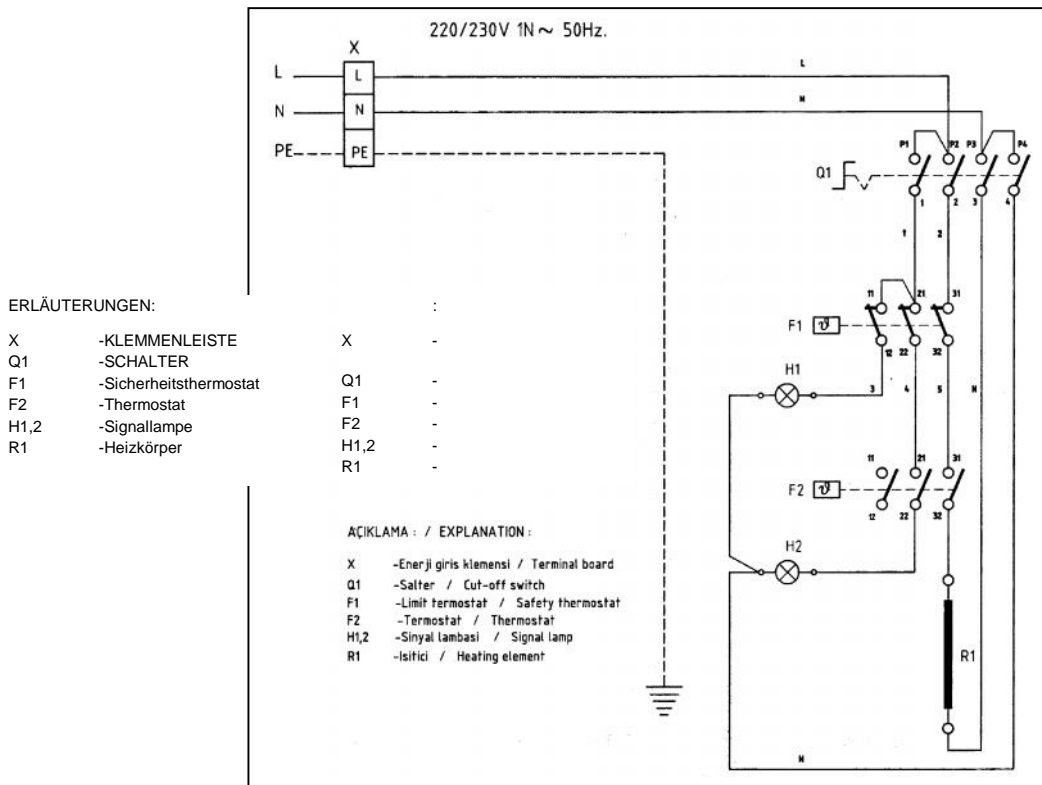 220/230V 1N ~ 50Hz.
X
L L L
N N N
PE PE
P1 P2 P3 P4
Q1
1 2 3 4
1 2
11 21 31
F1 ϑ
12 22 32
H1
3 4 5 N
11 21 31
F2 ϑ
12 22 32
H2
R1
N
ERLÄUTERUNGEN: :
X -KLEMMENLEISTE X -
Q1 -SCHALTER Q1 -
F1 -Sicherheitsthermostat F1 -
F2 -Thermostat F2 -
H1,2 -Signallampe H1,2 -
R1 -Heizkörper R1 -
AÇIKLAMA : / EXPLANATION :
X -Enerji giris klemensi / Terminal board
Q1 -Salter / Cut-off switch
F1 -Limit termostat / Safety thermostat
F2 -Termostat / Thermostat
H1,2 -Sinyal lambasi / Signal lamp
R1 -Isitici / Heating element